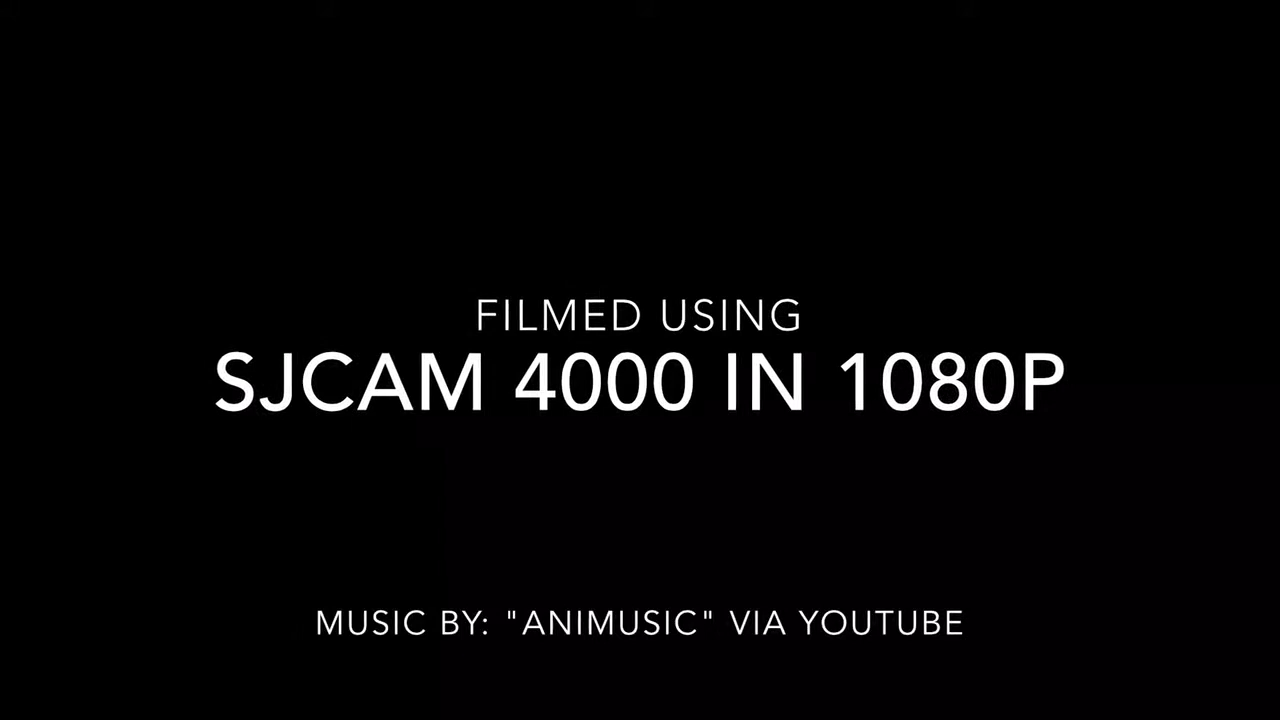 FILMED USING
SJCAM 4000 IN 1080P
MUSIC BY: "ANIMUSIC" VIA YOUTUBE